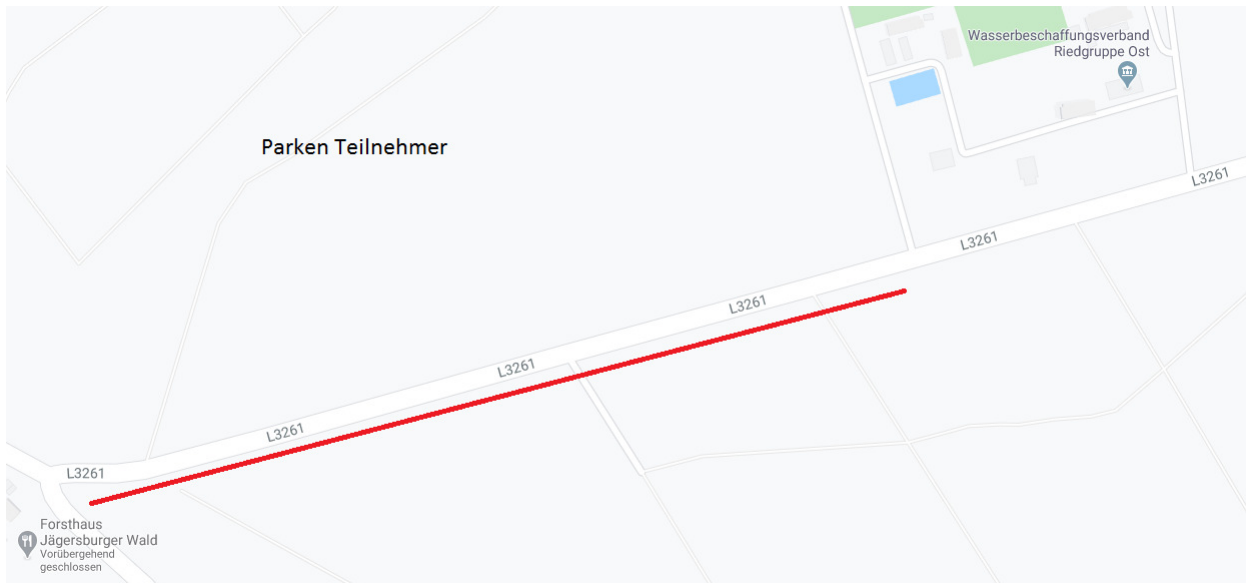 Wasserbeschaffungsverband
Riedgruppe Ost
Parken Teilnehmer
L3261
L3261
L3261
L3261
L3261
L3261
Forsthaus
Jägersburger Wald
Vorübergehend
geschlossen